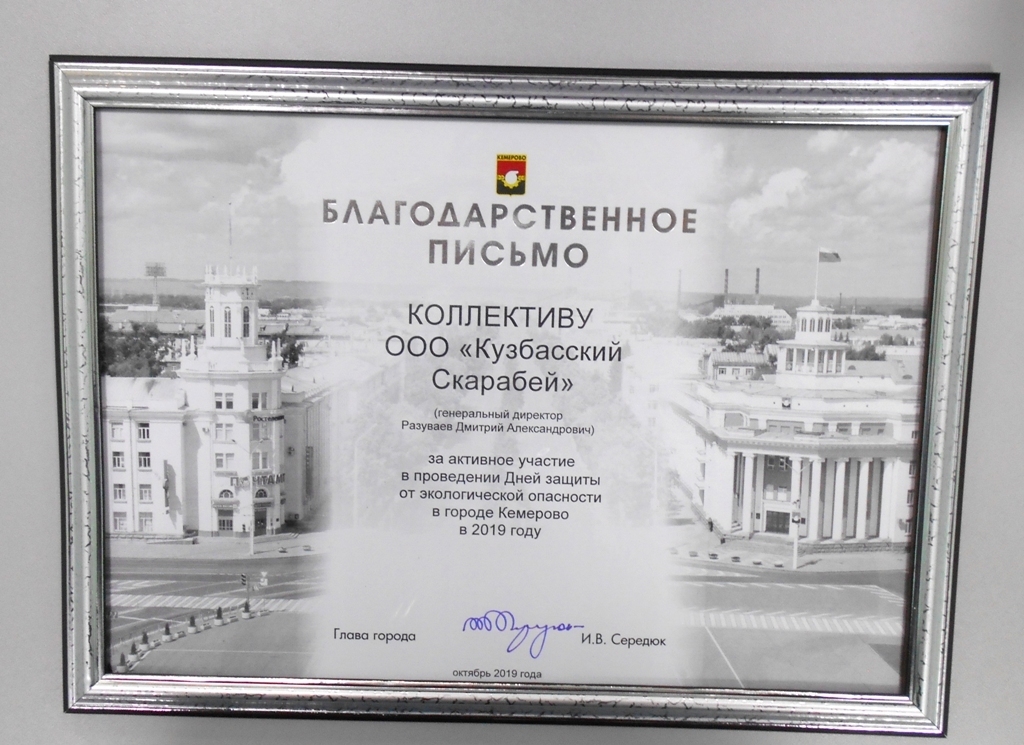 КЕМЕРОВО
БЛАГОДАРСТВЕННОЕ
ПИСЬМО
КОЛЛЕКТИВУ
ООО «Кузбасский
Скарабей»
(генеральный директор
Разуваев Дмитрий Александрович)
за активное участие
в проведении Дней защиты
от экологической опасности
в городе Кемерово
в 2019 году
Глава города
И.В. Середюк
октябрь 2019 года
ПОЧТАМТ